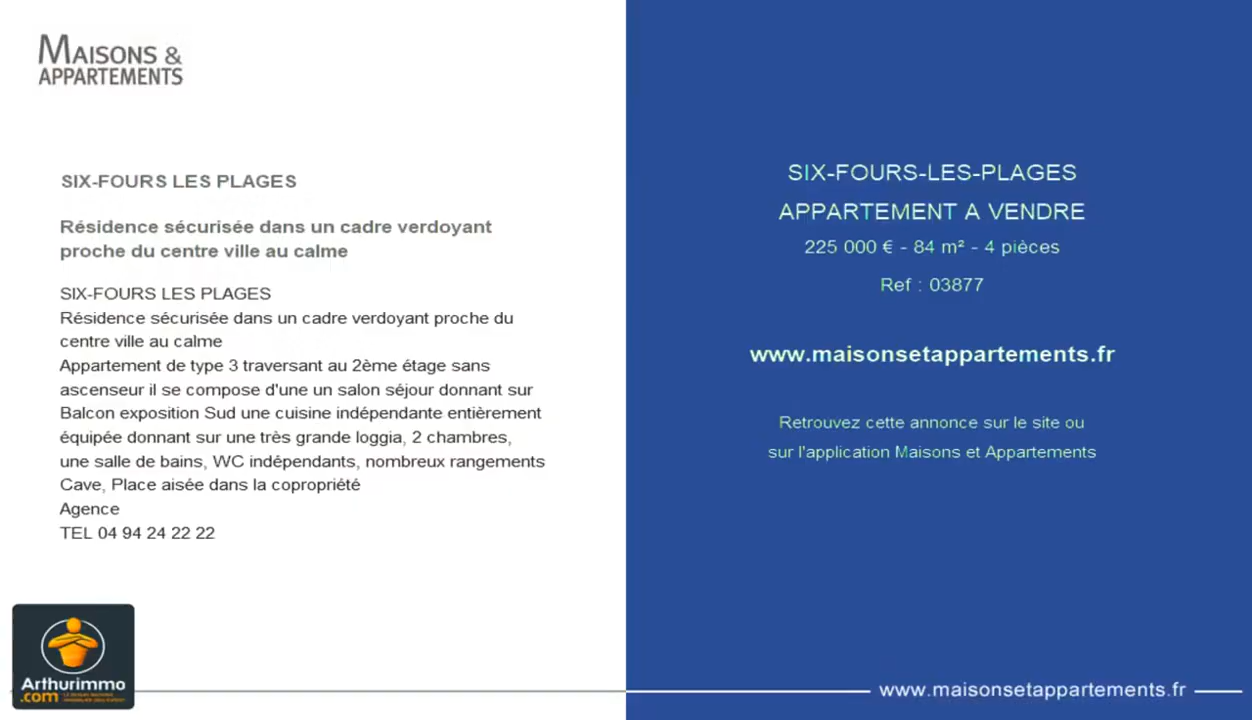 MAISONS &
APPARTEMENTS
SIX-FOURS LES PLAGES
Résidence sécurisée dans un cadre verdoyant
proche du centre ville au calme
SIX-FOURS LES PLAGES
Résidence sécurisée dans un cadre verdoyant proche du
centre ville au calme
Appartement de type 3 traversant au 2ème étage sans
ascenseur il se compose d'une un salon séjour donnant sur
Balcon exposition Sud une cuisine indépendante entièrement
équipée donnant sur une très grande loggia, 2 chambres,
une salle de bains, WC indépendants, nombreux rangements
Cave, Place aisée dans la copropriété
Agence
TEL 04 94 24 22 22
Arthurimmo
.com
SIX-FOURS-LES-PLAGES
APPARTEMENT A VENDRE
225 000 € - 84 m² - 4 pièces
Ref : 03877
www.maisonsetappartements.fr
Retrouvez cette annonce sur le site ou
sur l'application Maisons et Appartements
www.maisonsetappartements.fr